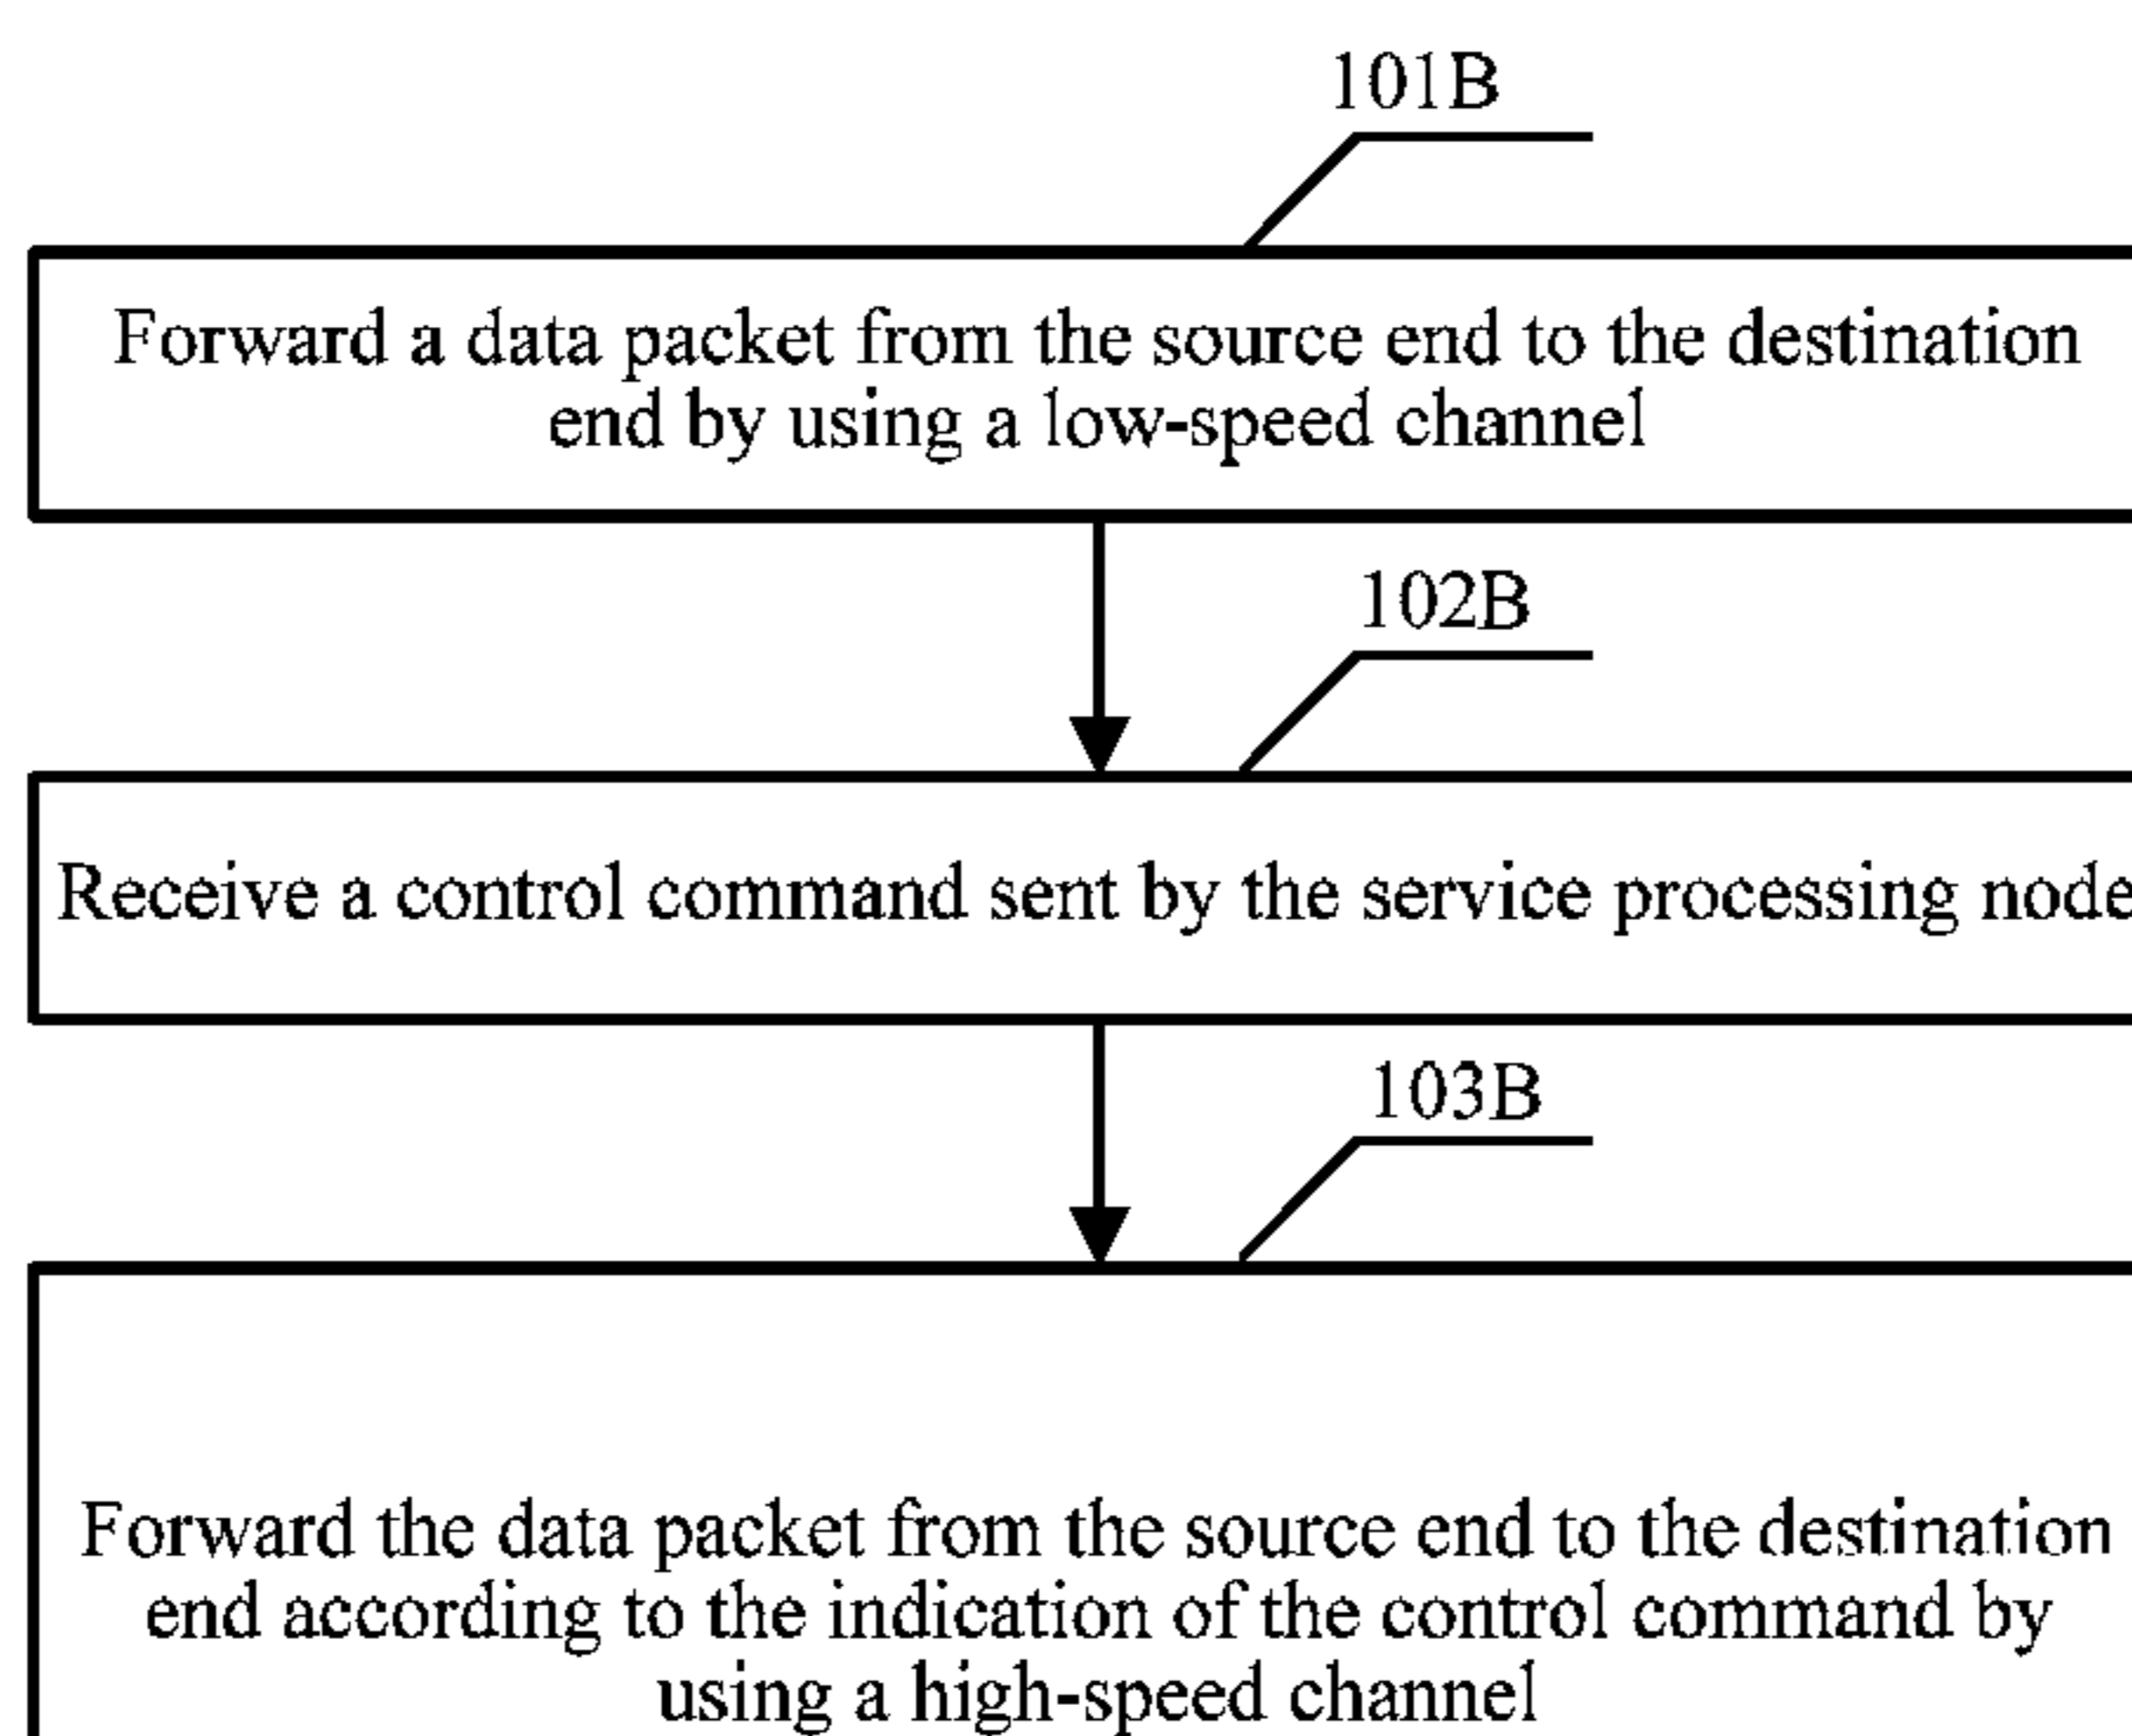 101B
Forward a data packet from the source end to the destination
end by using a low-speed channel
102B
Receive a control command sent by the service processing node
103B
Forward the data packet from the source end to the destination
end according to the indication of the control command by
using a high-speed channel